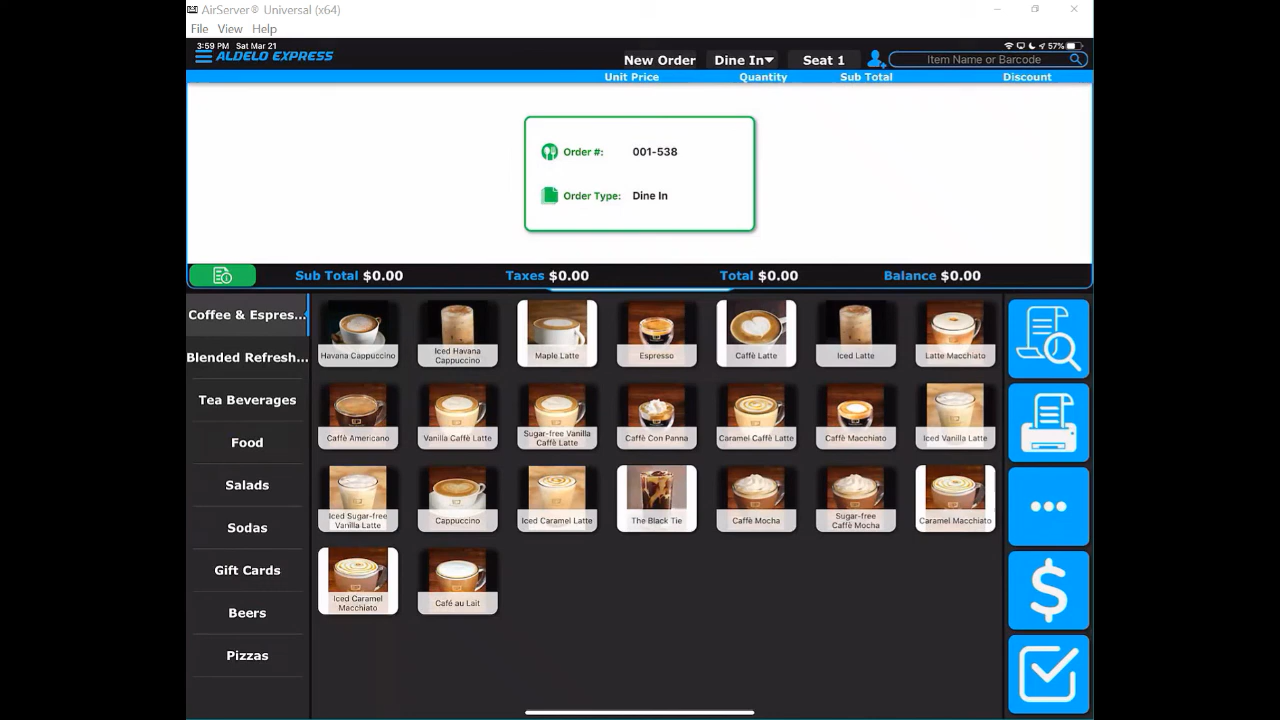 AirServer® Universal (x64)
File View Help
3:59 PM Sat Mar 21
57%
ALDELO EXPRESS
New Order
Dine In
Seat 1
Item Name or Barcode
Unit Price
Quantity
Sub Total
Discount
Order #: 001-538
Order Type: Dine In
Sub Total $0.00
Taxes $0.00
Total $0.00
Balance $0.00
Coffee & Espres...
Blended Refresh...
Tea Beverages
Food
Salads
Sodas
Gift Cards
Beers
Pizzas
Havana Cappuccino
Iced Havana
Cappuccino
Maple Latte
Espresso
Caffè Latte
Iced Latte
Latte Macchiato
Caffè Americano
Vanilla Caffè Latte
Sugar-free Vanilla
Caffè Latte
Caffè Con Panna
Caramel Caffè Latte
Caffè Macchiato
Iced Vanilla Latte
Iced Sugar-free
Vanilla Latte
Cappuccino
Iced Caramel Latte
The Black Tie
Caffè Mocha
Sugar-free
Caffè Mocha
Caramel Macchiato
Iced Caramel
Macchiato
Café au Lait